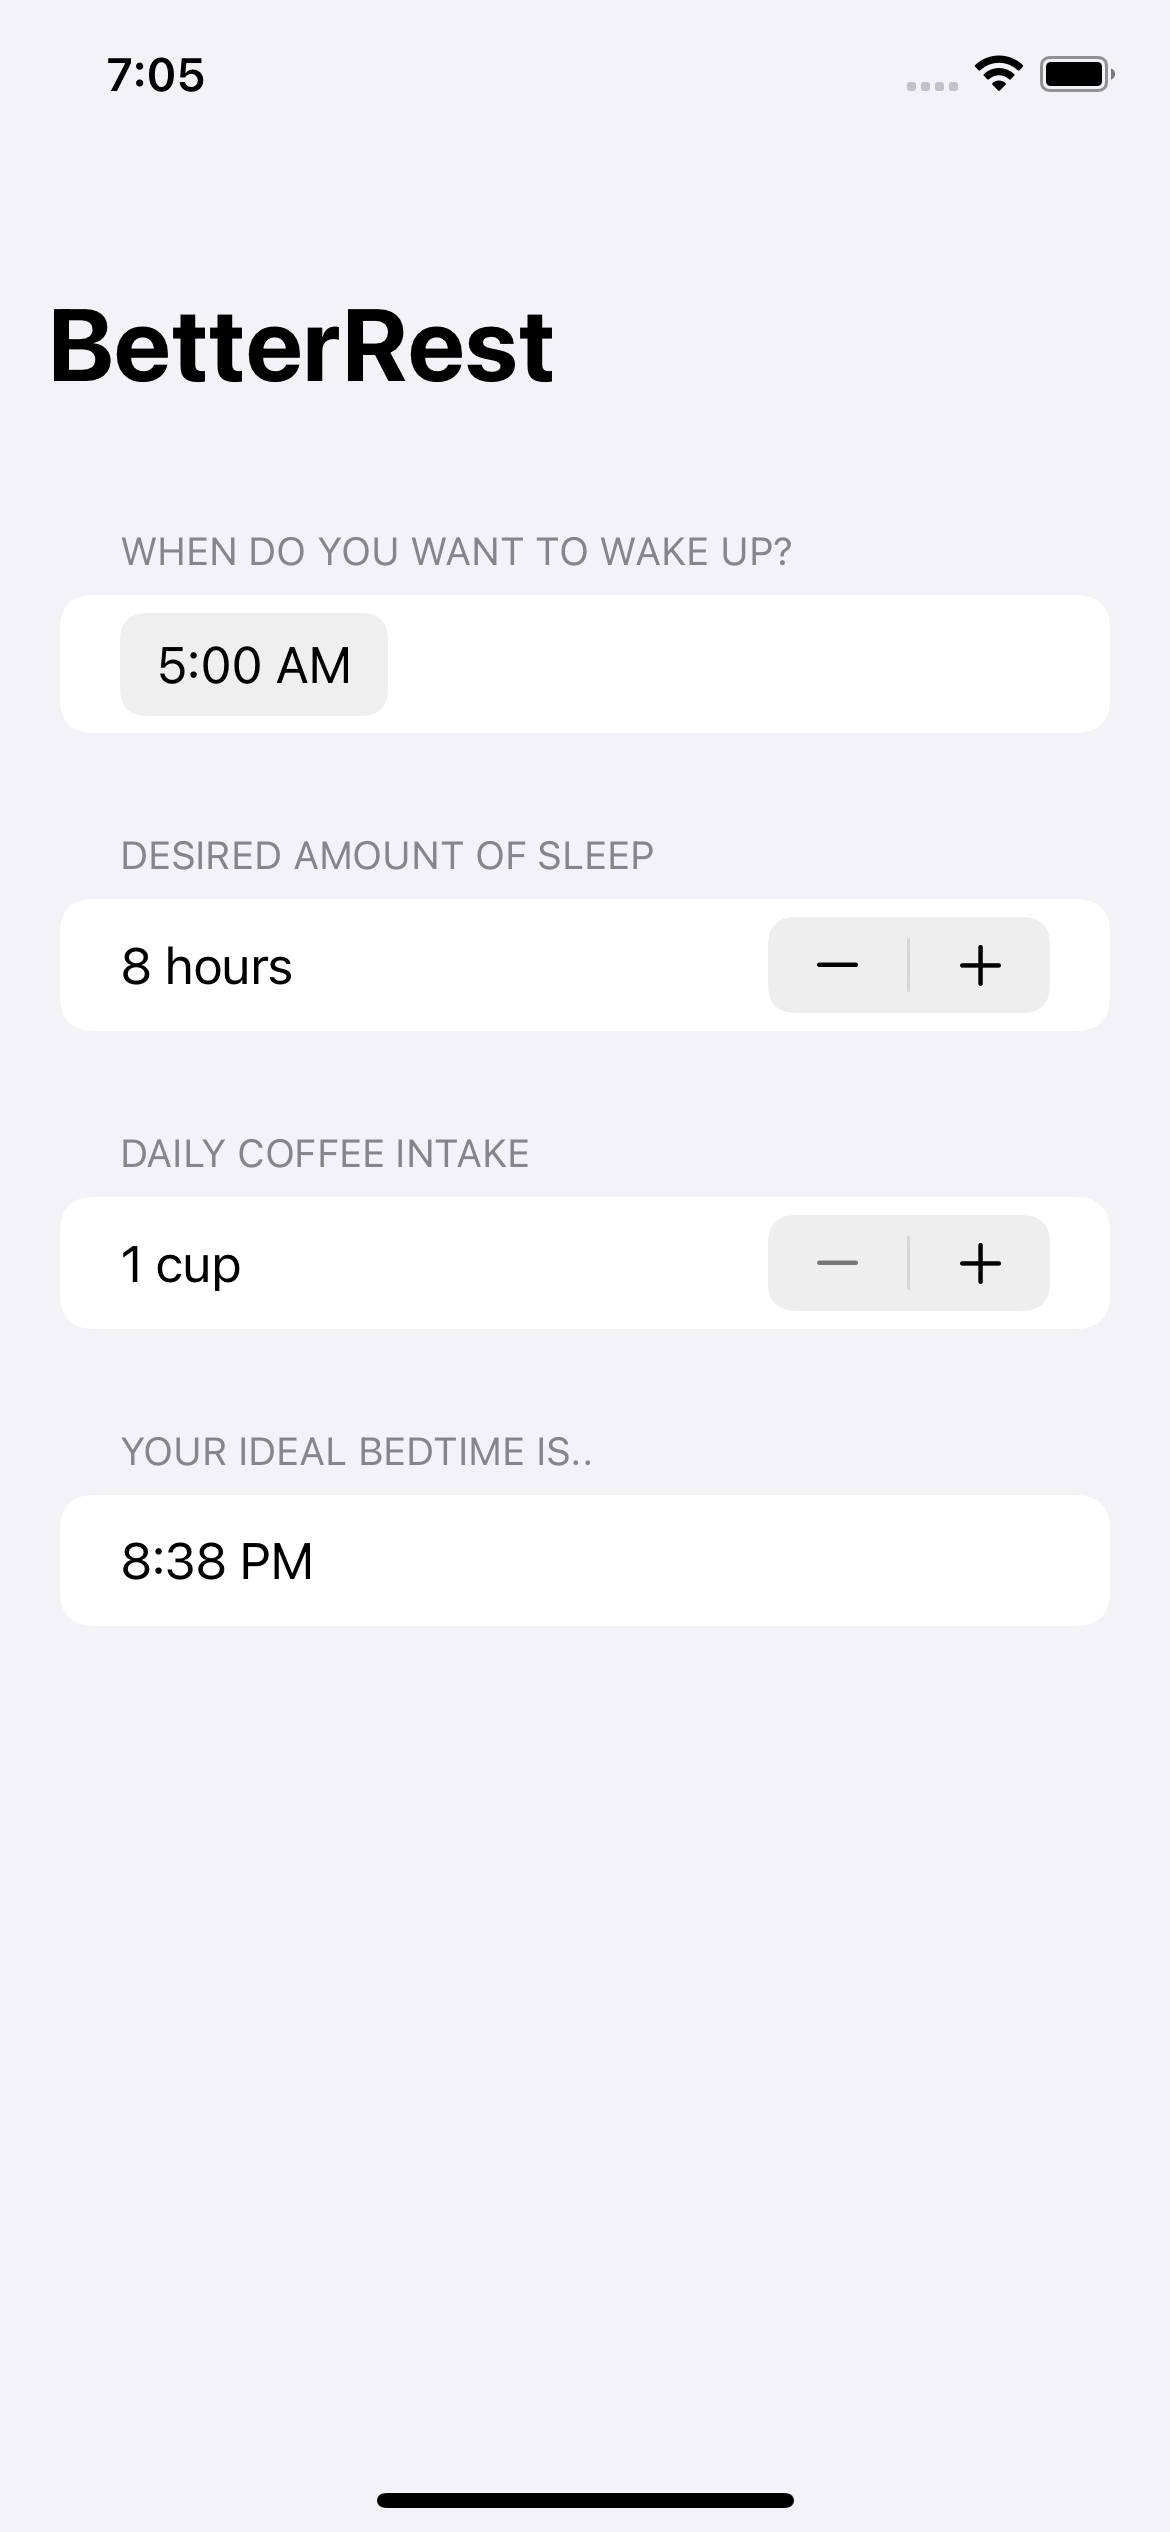 7:05
BetterRest
WHEN DO YOU WANT TO WAKE UP?
5:00 AM
DESIRED AMOUNT OF SLEEP
8 hours
DAILY COFFEE INTAKE
1 cup
YOUR IDEAL BEDTIME IS..
8:38 PM